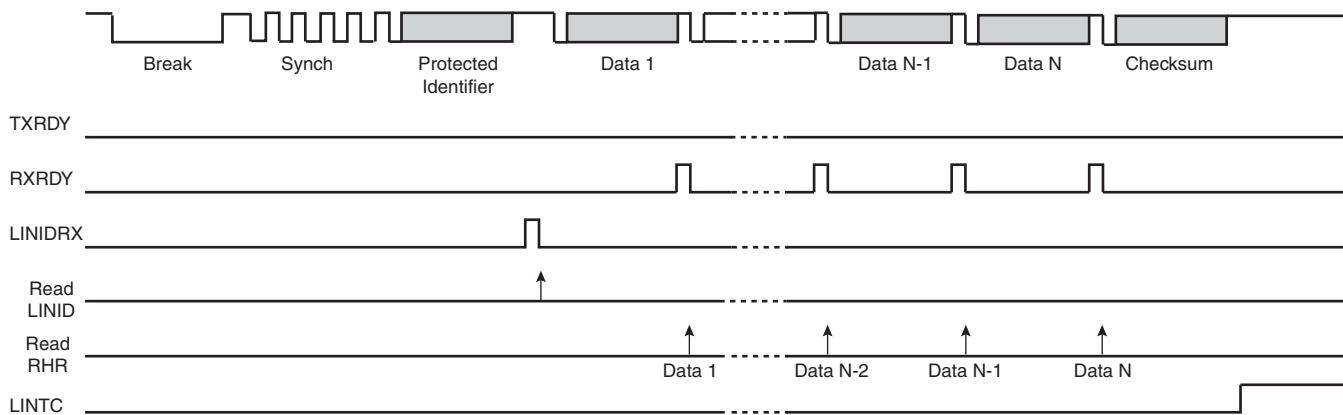 Break
Synch
Protected
Identifier
Data 1
Data N-1
Data N
Checksum
TXRDY
RXRDY
LINIDRX
Read
LINID
Read
RHR
Data 1
Data N-2
Data N-1
Data N
LINTC